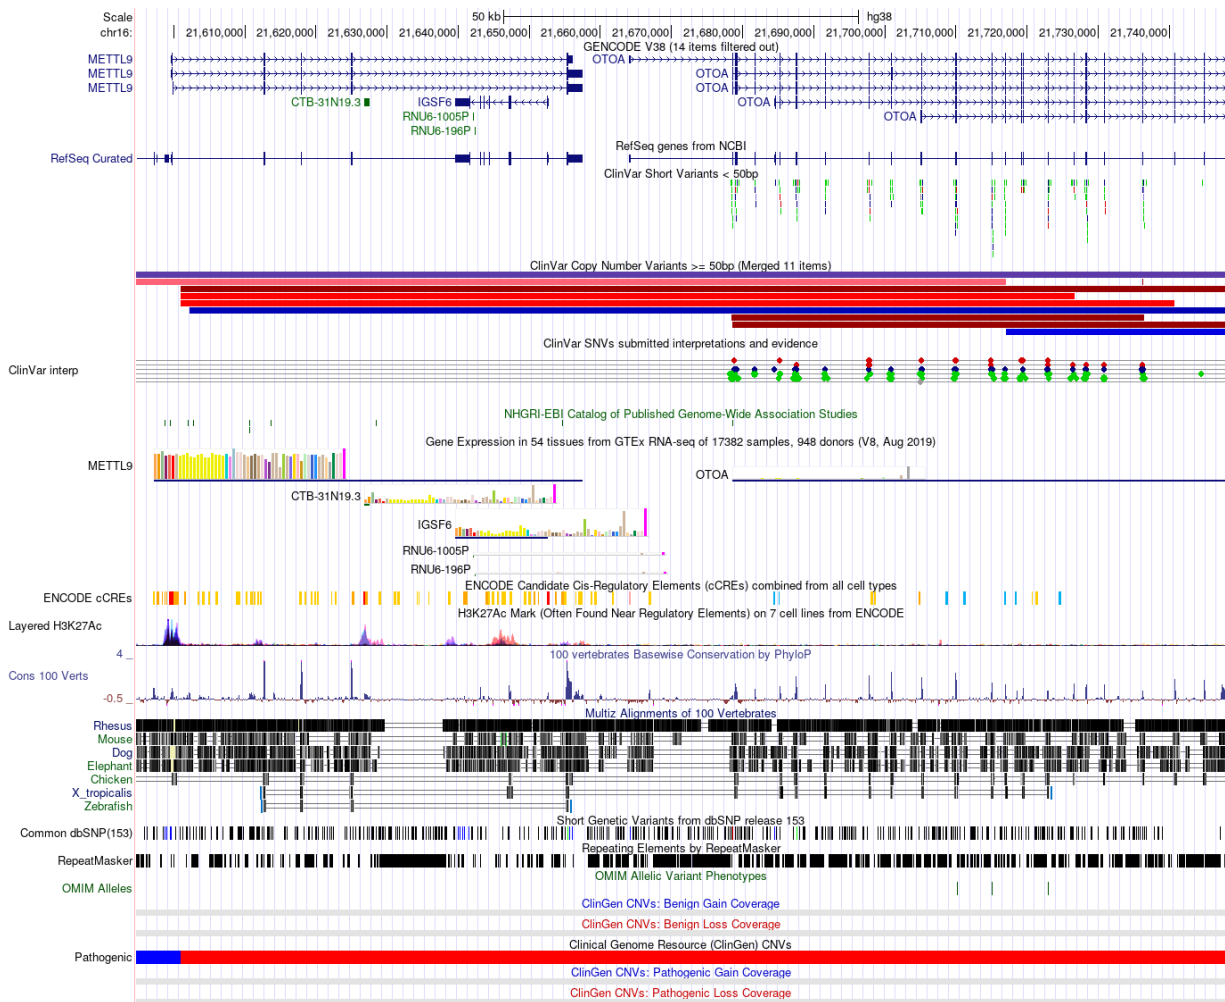 Scale 50 kb hg38
chr16: 21,610,000 21,620,000 21,630,000 21,640,000 21,650,000 21,660,000 21,670,000 21,680,000 21,690,000 21,700,000 21,710,000 21,720,000 21,730,000 21,740,000
GENCODE V38 (14 items filtered out)
METTL9 OTOA
METTL9 OTOA
METTL9 OTOA
CTB-31N19.3 IGSF6 OTOA
RNU6-1005P OTOA
RNU6-196P
RefSeq genes from NCBI
RefSeq Curated
ClinVar Short Variants < 50bp
ClinVar Copy Number Variants >= 50bp (Merged 11 items)
ClinVar SNVs submitted interpretations and evidence
ClinVar interp
NHGRI-EBI Catalog of Published Genome-Wide Association Studies
Gene Expression in 54 tissues from GTEx RNA-seq of 17382 samples, 948 donors (V8, Aug 2019)
METTL9
OTOA
CTB-31N19.3
IGSF6
RNU6-1005P
RNU6-196P
ENCODE Candidate Cis-Regulatory Elements (cCREs) combined from all cell types
ENCODE cCREs
H3K27Ac Mark (Often Found Near Regulatory Elements) on 7 cell lines from ENCODE
Layered H3K27Ac
100 vertebrates Basewise Conservation by PhyloP
4 _
Cons 100 Verts
-0.5 _
Multiz Alignments of 100 Vertebrates
Rhesus
Mouse
Dog
Elephant
Chicken
X_tropicalis
Zebrafish
Short Genetic Variants from dbSNP release 153
Common dbSNP(153)
Repeating Elements by RepeatMasker
RepeatMasker
OMIM Allelic Variant Phenotypes
OMIM Alleles
ClinGen CNVs: Benign Gain Coverage
ClinGen CNVs: Benign Loss Coverage
Clinical Genome Resource (ClinGen) CNVs
Pathogenic
ClinGen CNVs: Pathogenic Gain Coverage
ClinGen CNVs: Pathogenic Loss Coverage